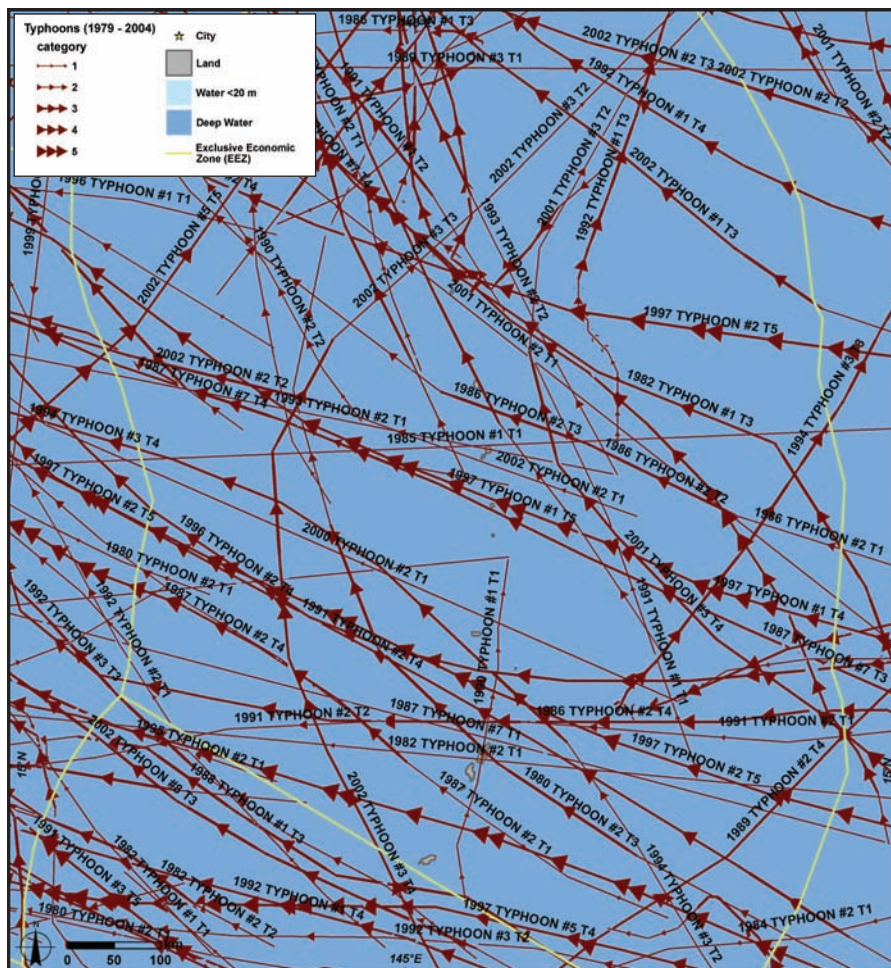 Typhoons (1979 - 2004)
category
1
2
3
4
5
City
Land
Water <20 m
Deep Water
Exclusive Economic
Zone (EEZ)
1989 TYPHOON #1 T3
2002 TYPHOON #2 T3
2002 TYPHOON #2 T2
1992 TYPHOON #1 T4
2002 TYPHOON #3 T2
2001 TYPHOON #3 T2
1992 TYPHOON #1 T3
2002 TYPHOON #1 T3
1996 TYPHOON #1 T1
2002 TYPHOON #5 T5
1990 TYPHOON #2 T2
2002 TYPHOON #3 T3
1993 TYPHOON #2 T2
2001 TYPHOON #2 T1
1997 TYPHOON #2 T5
1994 TYPHOON #3 T3
2002 TYPHOON #2 T2
1987 TYPHOON #7 T4
1993 TYPHOON #2 T1
1982 TYPHOON #1 T3
1986 TYPHOON #2 T3
1985 TYPHOON #1 T1
1986 TYPHOON #2 T2
2002 TYPHOON #2 T1
1994 TYPHOON #3 T4
1997 TYPHOON #2 T5
1997 TYPHOON #1 T5
1986 TYPHOON #2 T1
1996 TYPHOON #2 T4
2000 TYPHOON #2 T1
1980 TYPHOON #2 T1
1987 TYPHOON #2 T4
1991 TYPHOON #2 T4
2001 TYPHOON #3 T4
1997 TYPHOON #1 T4
1991 TYPHOON #1 T1
1987 TYPHOON #7 T3
1992 TYPHOON #3 T3
1992 TYPHOON #2 T1
1991 TYPHOON #2 T2
1987 TYPHOON #7 T1
1986 TYPHOON #2 T4
1991 TYPHOON #2 T1
1982 TYPHOON #2 T1
1997 TYPHOON #2 T5
1995 TYPHOON #2 T1
1989 TYPHOON #2 T4
1988 TYPHOON #1 T3
2002 TYPHOON #3 T4
1987 TYPHOON #2 T1
1980 TYPHOON #2 T3
1994 TYPHOON #3 T2
1991 TYPHOON #3 T5
1982 TYPHOON #2 T2
1992 TYPHOON #1 T4
1997 TYPHOON #5 T4
1992 TYPHOON #3 T2
1984 TYPHOON #2 T1
1980 TYPHOON #2 T1
0 50 100 km
145°E